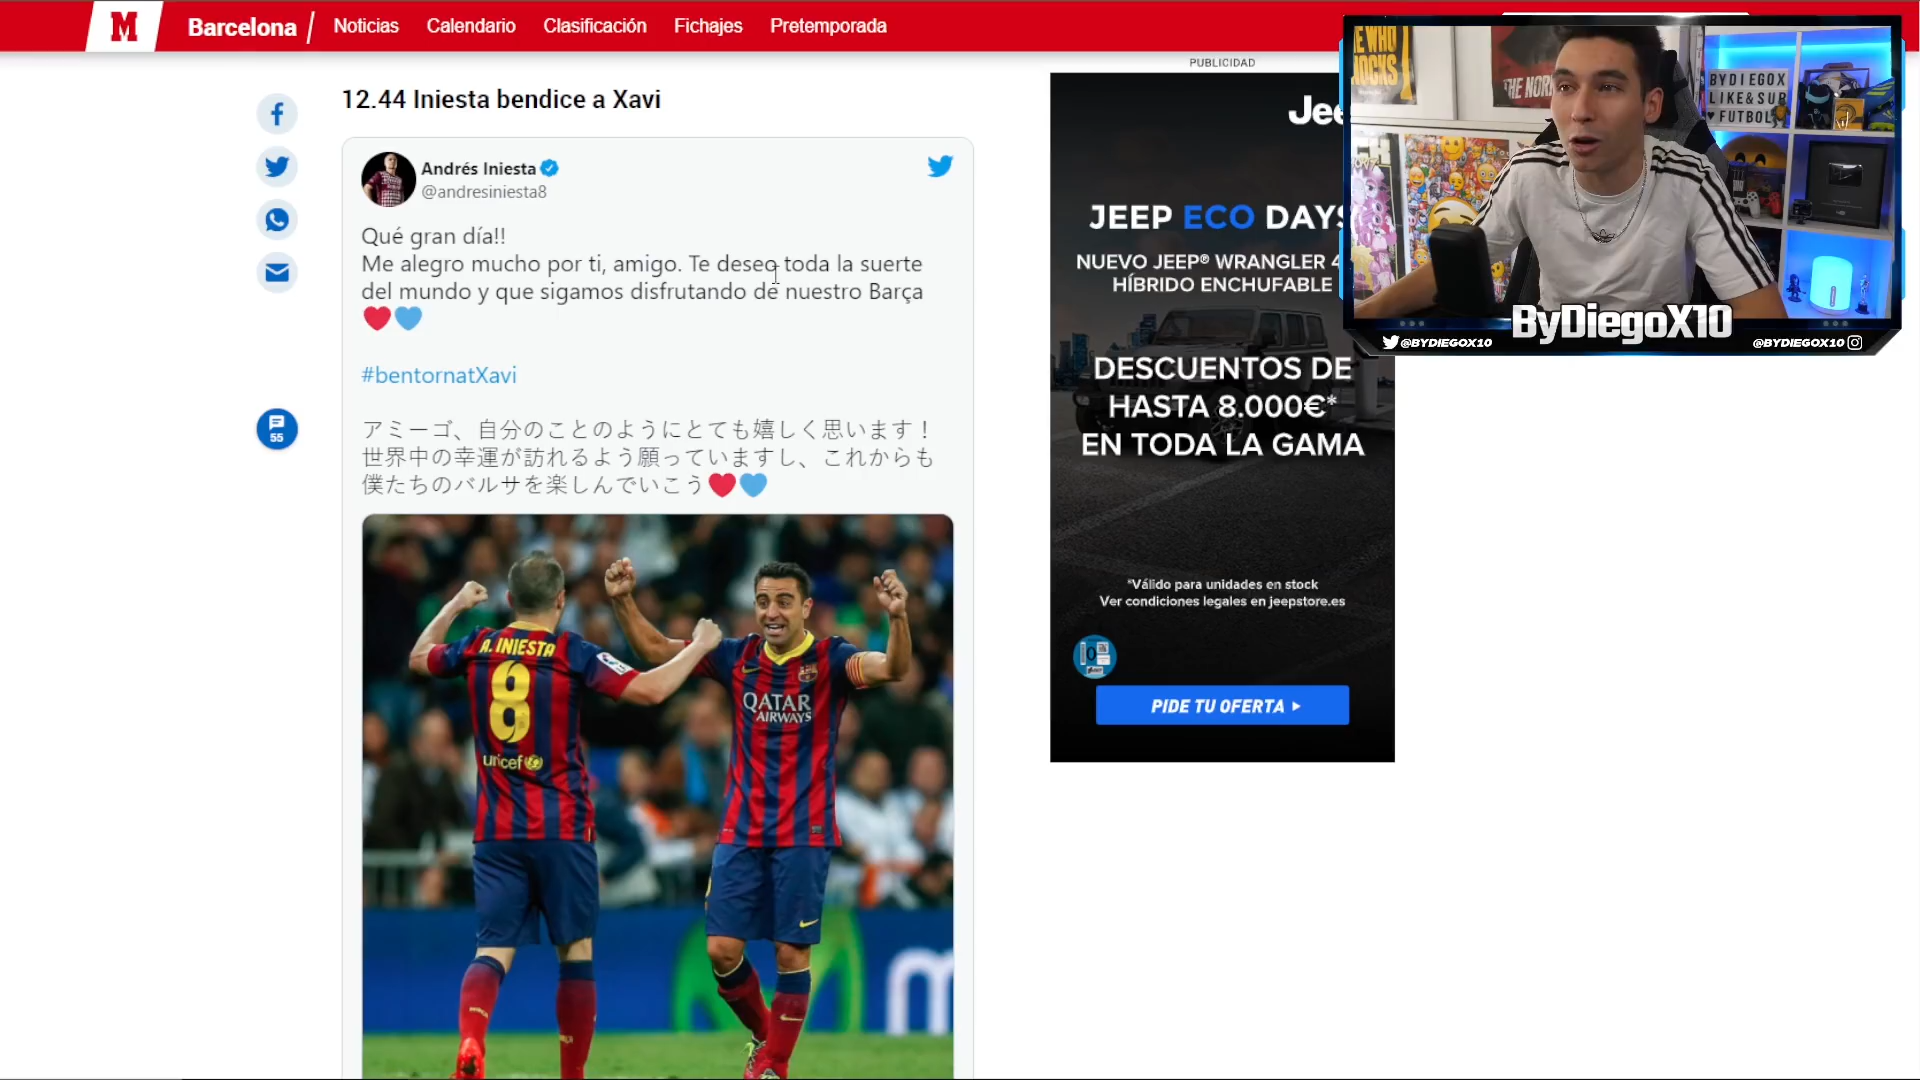 M Barcelona Noticias Calendario Clasificación Fichajes Pretemporada
12.44 Iniesta bendice a Xavi
Andrés Iniesta
@andresiniesta8
Qué gran día!!
Me alegro mucho por ti, amigo. Te deseo toda la suerte
del mundo y que sigamos disfrutando de nuestro Barça
#bentornatXavi
アミーゴ、自分のことのようにとても嬉しく思います！
世界中の幸運が訪れるよう願っていますし、これからも
僕たちのバルサを楽しんでいこう
55
A. INIESTA
8
unicef
QATAR
AIRWAYS
PUBLICIDAD
Jee
JEEP ECO DAYS
NUEVO JEEP® WRANGLER 4
HÍBRIDO ENCHUFABLE
DESCUENTOS DE
HASTA 8.000€*
EN TODA LA GAMA
*Válido para unidades en stock
Ver condiciones legales en jeepstore.es
PIDE TU OFERTA
THE NOR
BYDIEGOX
LIKE&SUB
♥ FUTBOL
ByDiegoX10
@BYDIEGOX10
@BYDIEGOX10